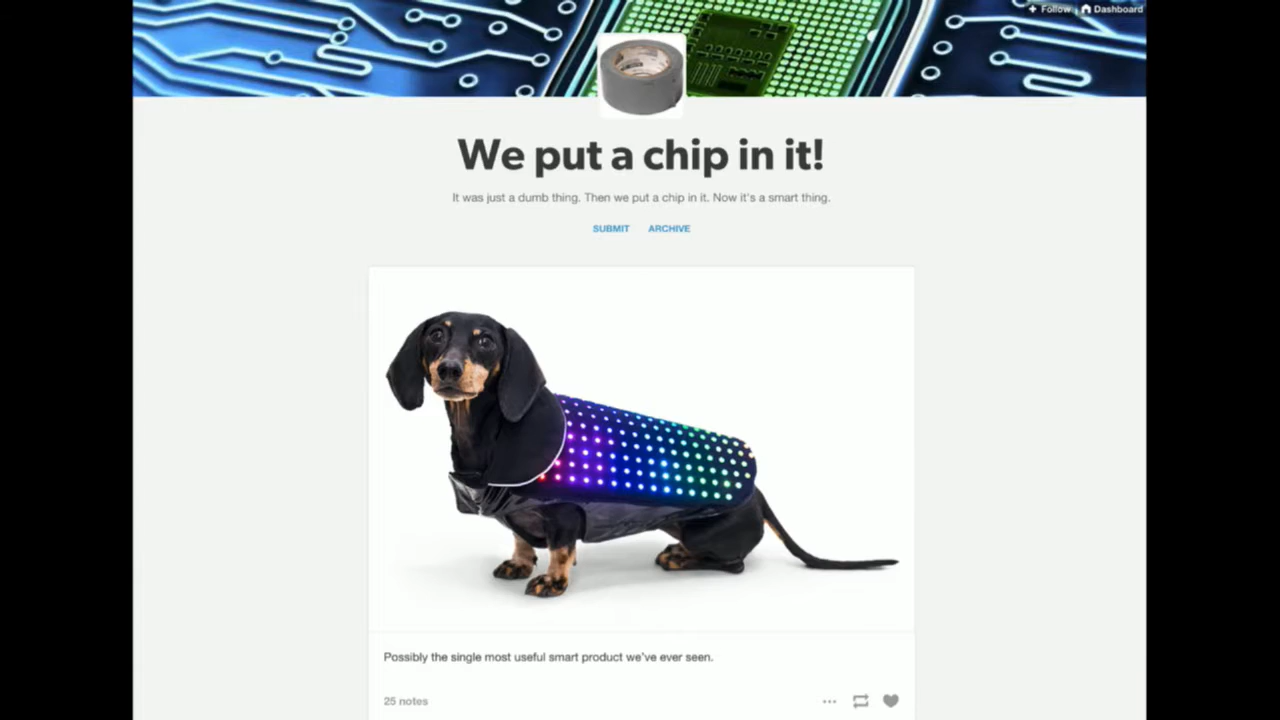 Follow
Dashboard
We put a chip in it!
It was just a dumb thing. Then we put a chip in it. Now it's a smart thing.
SUBMIT ARCHIVE
Possibly the single most useful smart product we've ever seen.
25 notes